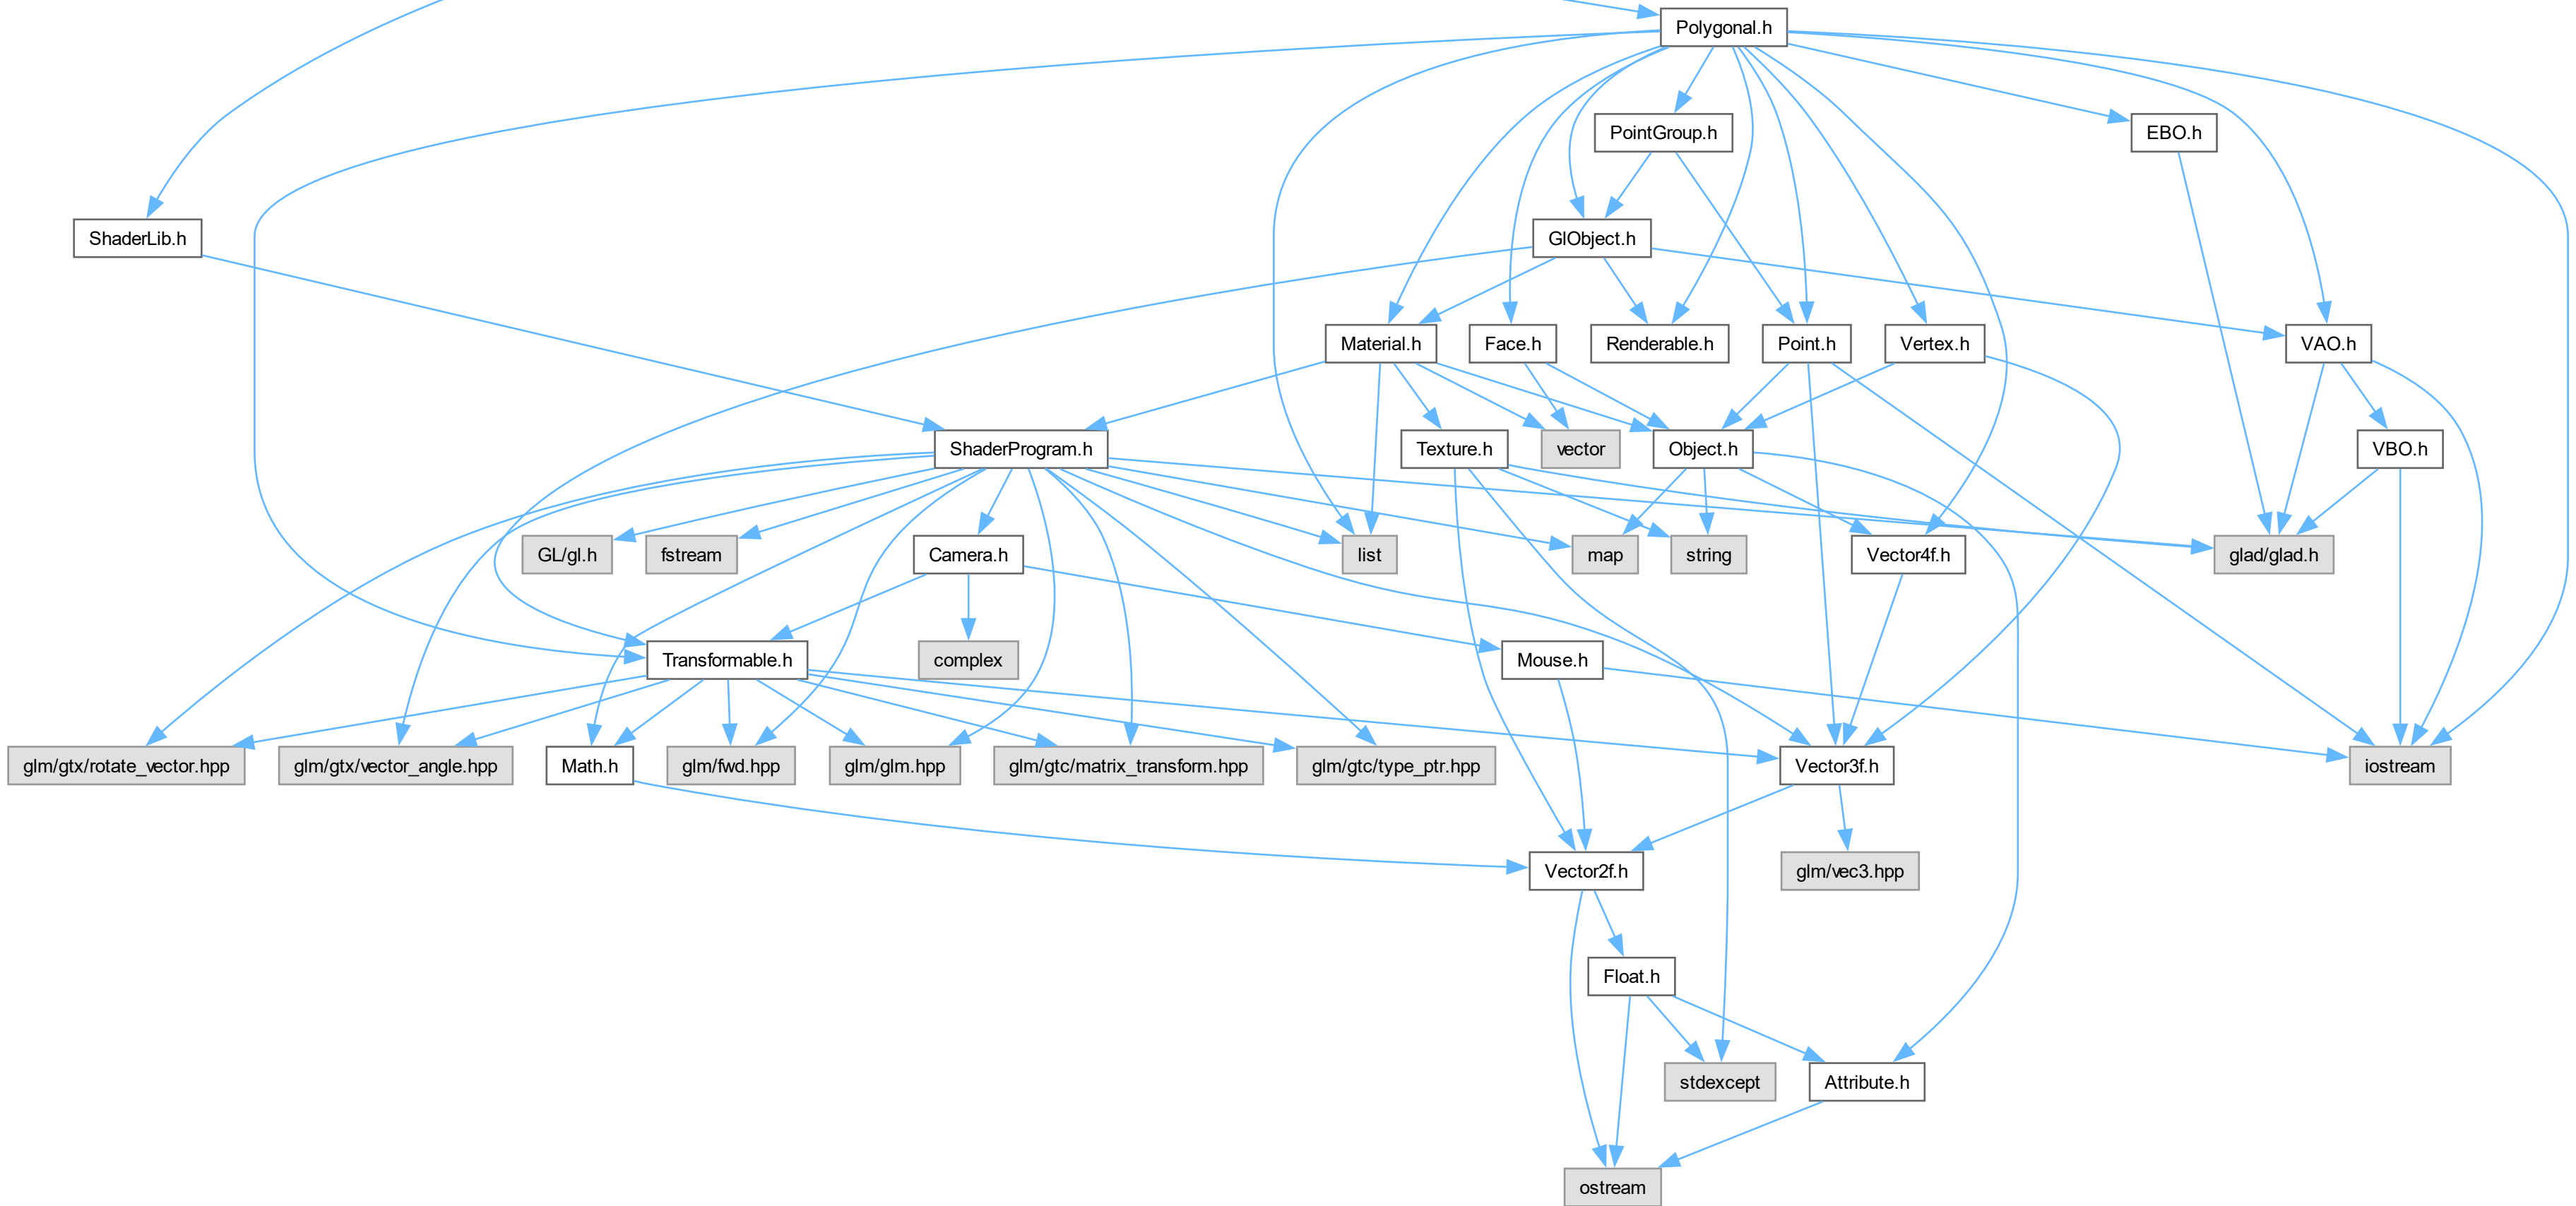 Polygonal.h
PointGroup.h
EBO.h
ShaderLib.h
GlObject.h
Material.h
Face.h
Renderable.h
Point.h
Vertex.h
VAO.h
ShaderProgram.h
Texture.h
vector
Object.h
VBO.h
GL/gl.h
fstream
Camera.h
list
map
string
Vector4f.h
glad/glad.h
Transformable.h
complex
Mouse.h
glm/gtx/rotate_vector.hpp
glm/gtx/vector_angle.hpp
Math.h
glm/fwd.hpp
glm/glm.hpp
glm/gtc/matrix_transform.hpp
glm/gtc/type_ptr.hpp
Vector3f.h
iostream
Vector2f.h
glm/vec3.hpp
Float.h
stdexcept
Attribute.h
ostream